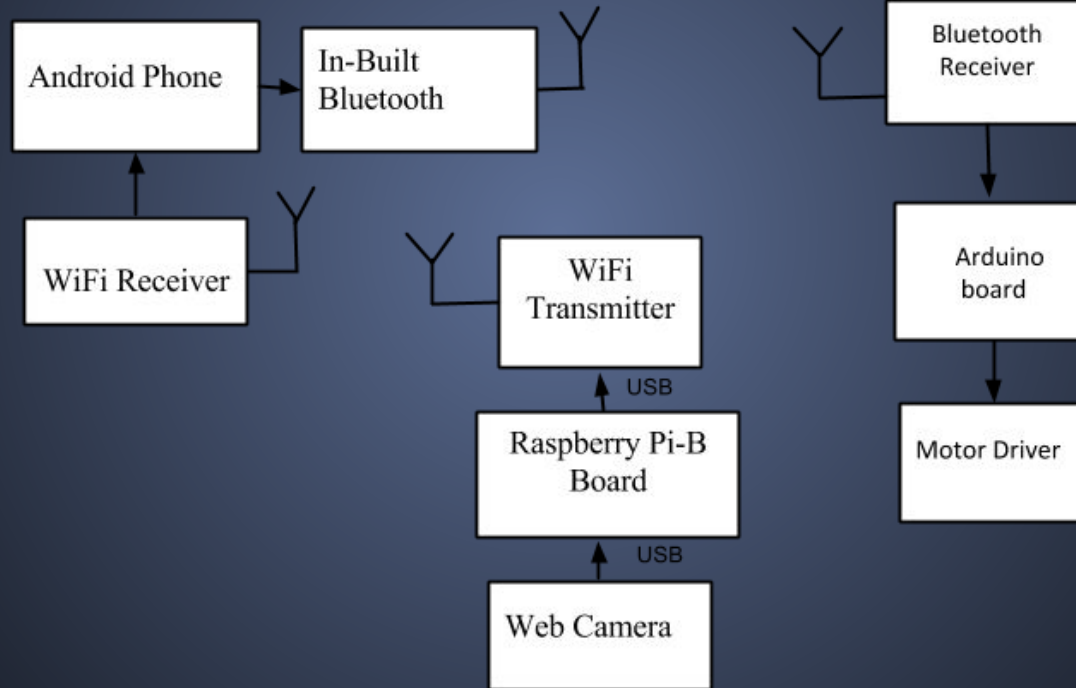 Android Phone
In-Built
Bluetooth
Bluetooth
Receiver
WiFi Receiver
WiFi
Transmitter
Arduino
board
USB
Raspberry Pi-B
Board
Motor Driver
USB
Web Camera